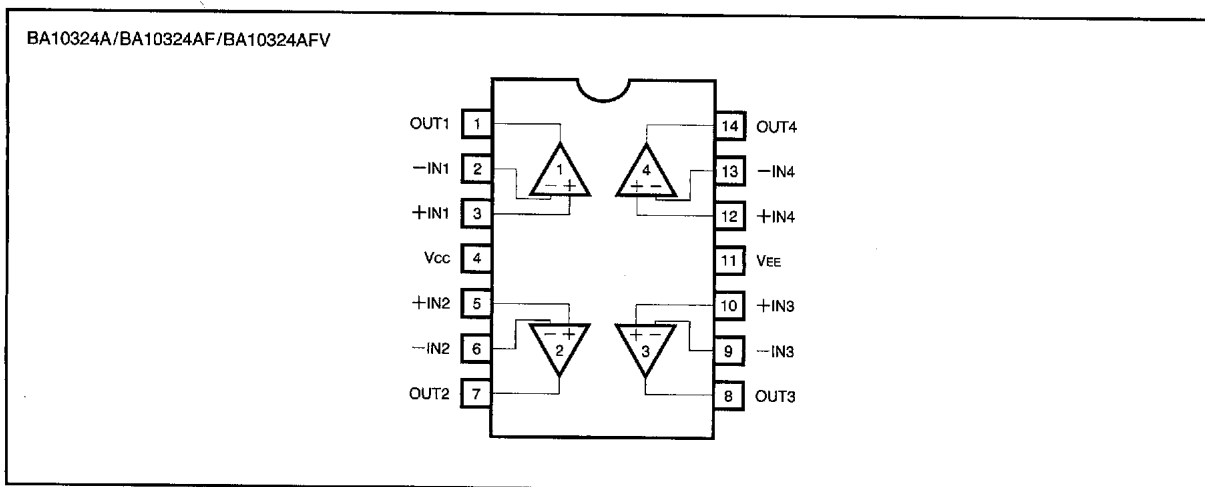 BA10324A/BA10324AF/BA10324AFV
OUT1 1 14 OUT4
−IN1 2 1 4 13 −IN4
− + + −
+IN1 3 12 +IN4
Vcc 4 11 VEE
+IN2 5 10 +IN3
− + + −
−IN2 6 2 3 9 −IN3
OUT2 7 8 OUT3